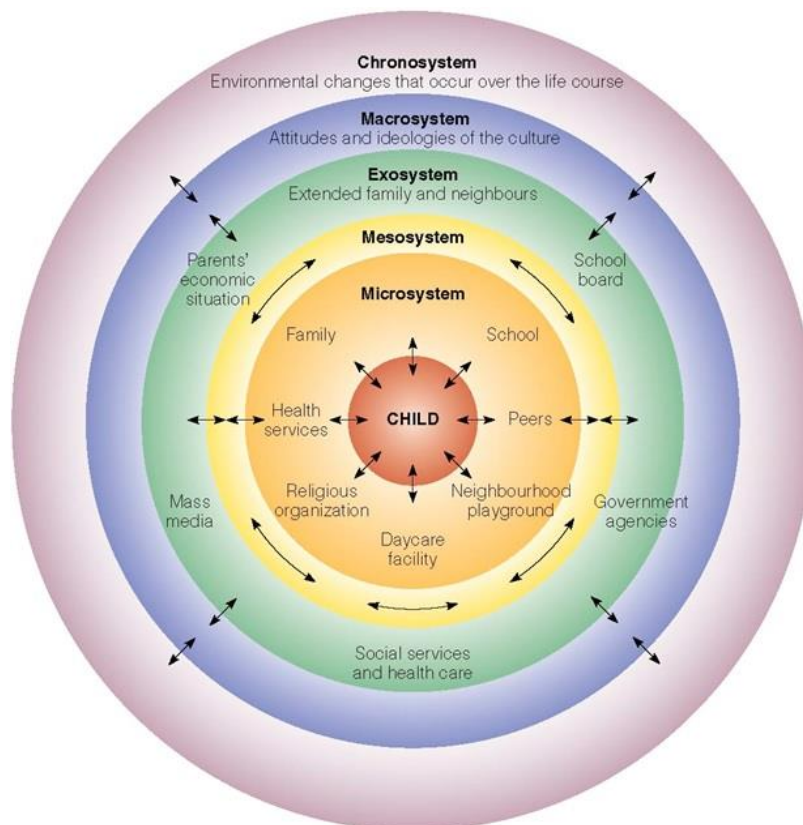 Chronosystem
Environmental changes that occur over the life course
Macrosystem
Attitudes and ideologies of the culture
Exosystem
Extended family and neighbours
Mesosystem
Parents'
economic
situation
School
board
Microsystem
Family
School
Health
services
CHILD
Peers
Religious
organization
Neighbourhood
playground
Mass
media
Government
agencies
Daycare
facility
Social services
and health care